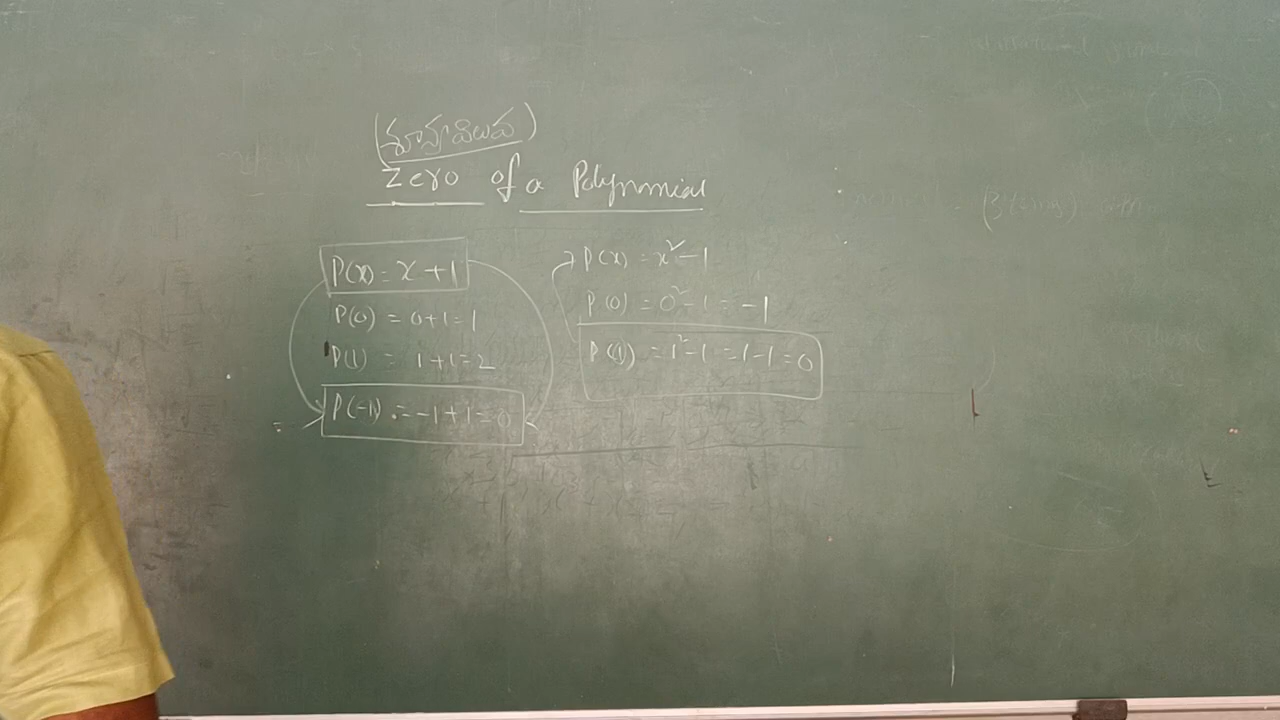 (శూన్యవిలువ)
Zero of a Polynomial
P(x) = x + 1
P(0) = 0+1=1
P(1) = 1+1=2
P(-1) = -1+1=0
P(x) = x² - 1
P(0) = 0² - 1 = -1
P(1) = 1² - 1 = 1 - 1 = 0